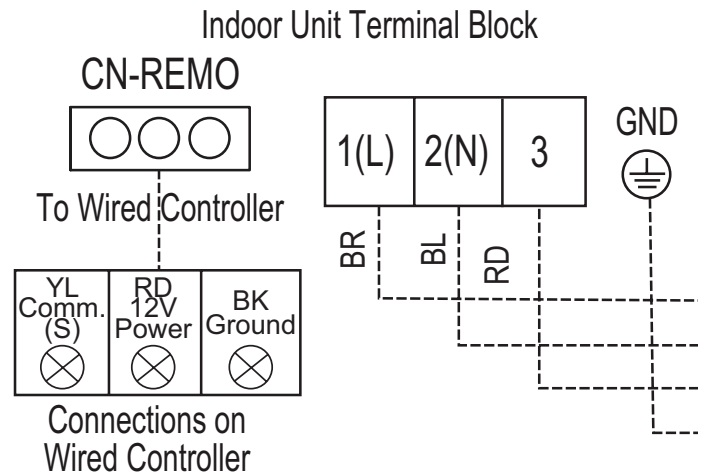 Indoor Unit Terminal Block
CN-REMO
To Wired Controller
1(L) 2(N) 3
GND
BR BL RD
YL
Comm.
(S)
RD
12V
Power
BK
Ground
Connections on
Wired Controller